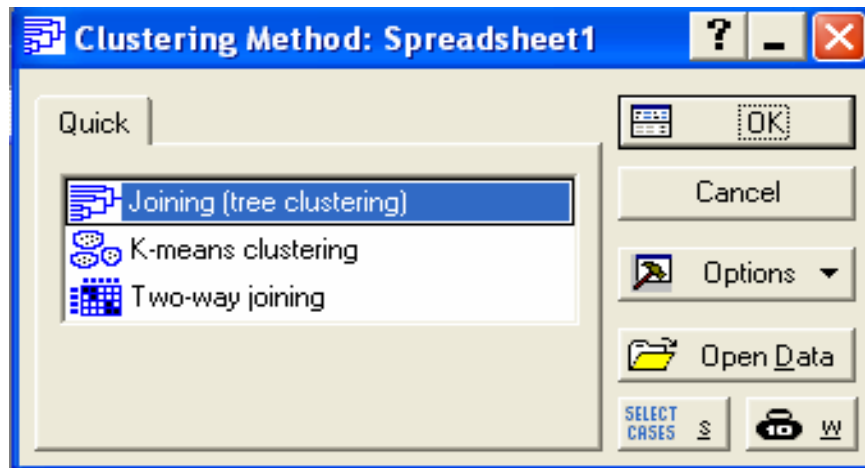 Clustering Method: Spreadsheet1
Quick
OK
Joining (tree clustering)
Cancel
K-means clustering
Two-way joining
Options
Open Data
SELECT
CASES
S
W